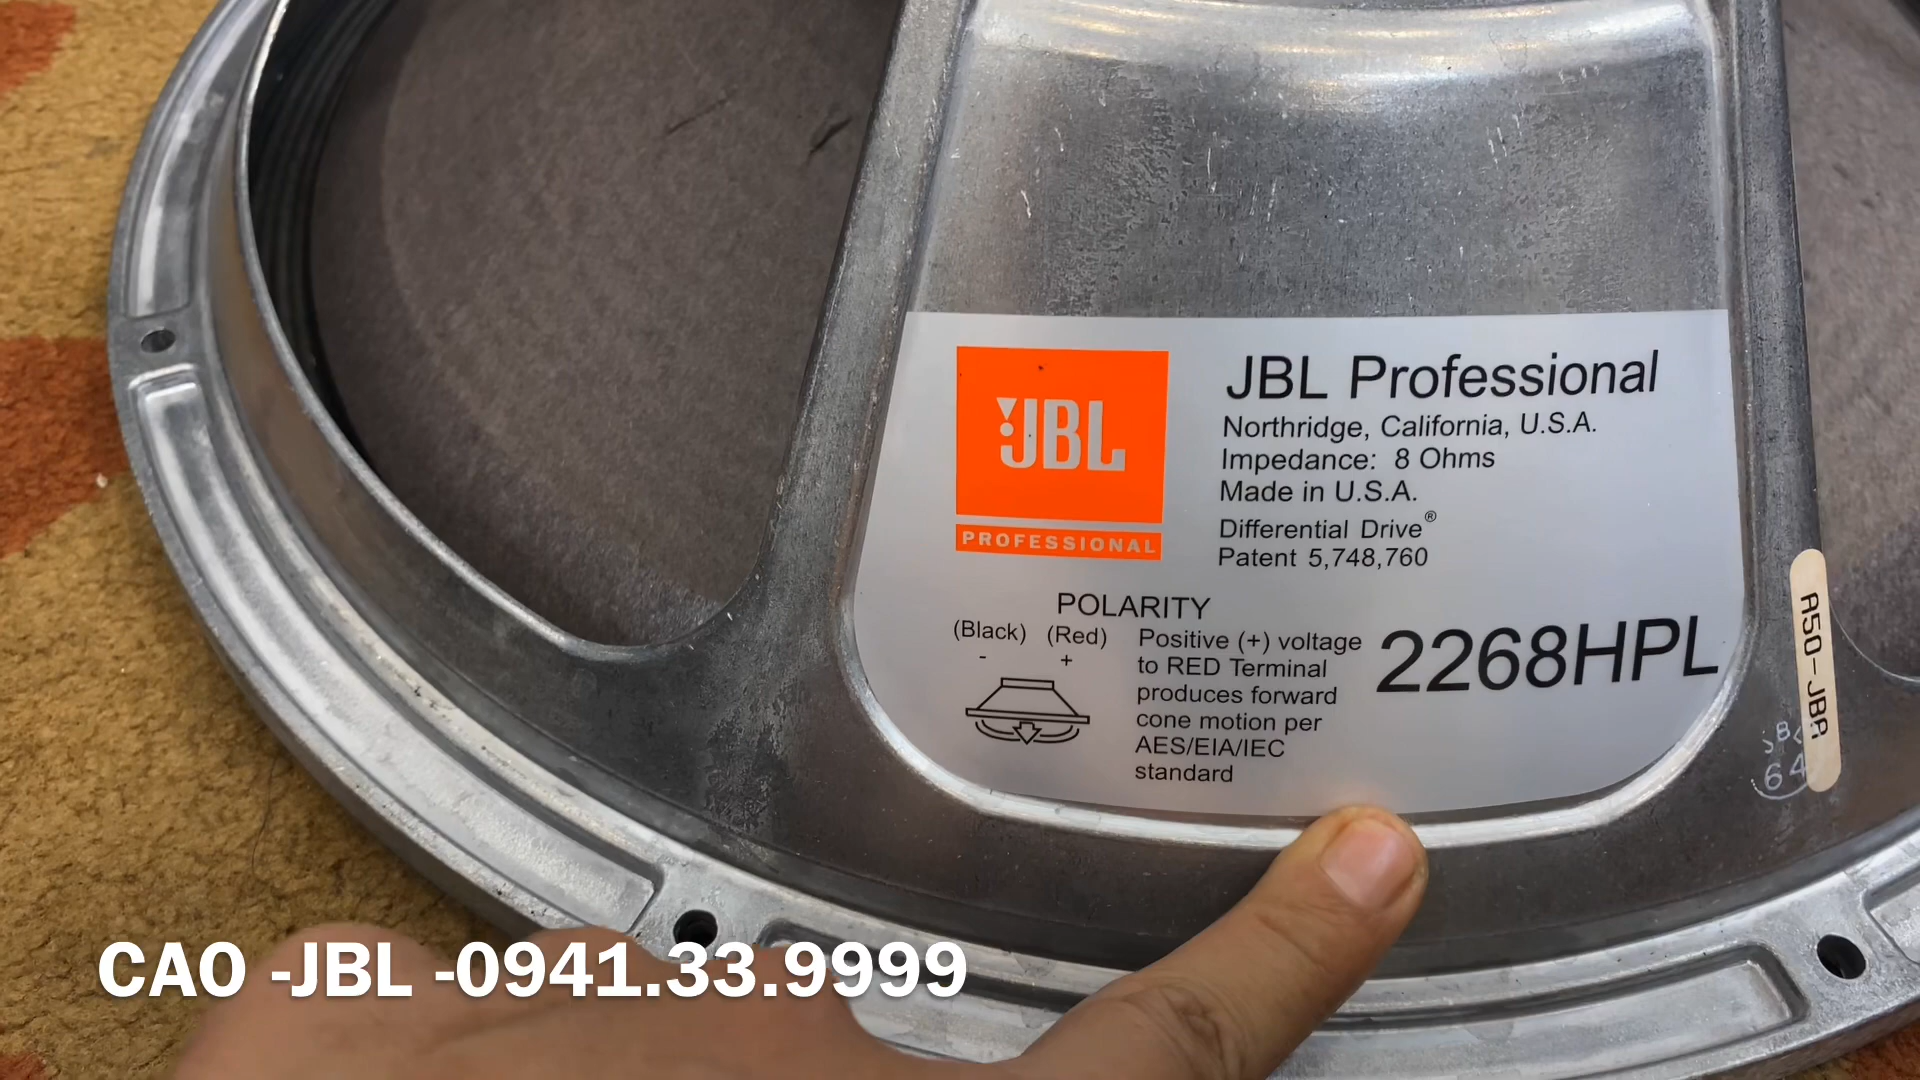 JBL
PROFESSIONAL
JBL Professional
Northridge, California, U.S.A.
Impedance: 8 Ohms
Made in U.S.A.
Differential Drive®
Patent 5,748,760
POLARITY
(Black) (Red)
- +
Positive (+) voltage
to RED Terminal
produces forward
cone motion per
AES/EIA/IEC
standard
2268HPL
A50-JBA
64
CAO -JBL -0941.33.9999